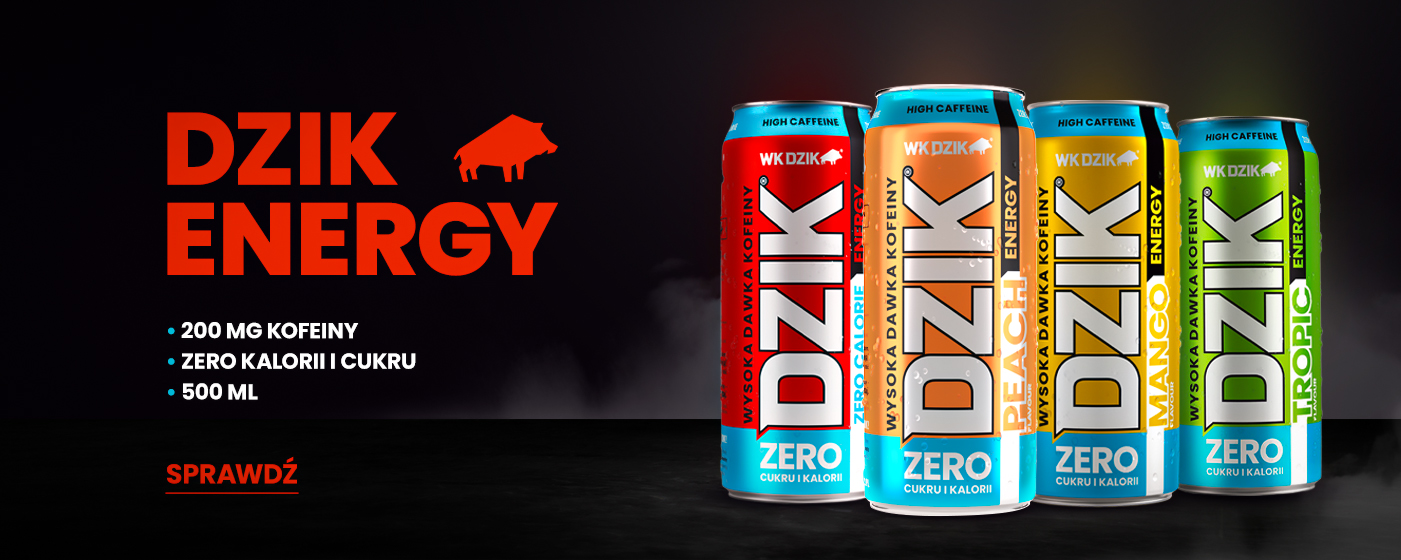 DZIK
ENERGY
• 200 MG KOFEINY
• ZERO KALORII I CUKRU
• 500 ML
SPRAWDŹ
HIGH CAFFEINE
WK DZIK
WYSOKA DAWKA KOFEINY
DZIK®
ENERGY
ZERO CALORIE
ZERO
CUKRU I KALORII
HIGH CAFFEINE
WK DZIK
WYSOKA DAWKA KOFEINY
DZIK®
ENERGY
PEACH
FLAVOUR
ZERO
CUKRU I KALORII
HIGH CAFFEINE
WK DZIK
WYSOKA DAWKA KOFEINY
DZIK®
ENERGY
MANGO
FLAVOUR
ZERO
CUKRU I KALORII
HIGH CAFFEINE
WK DZIK
WYSOKA DAWKA KOFEINY
DZIK®
ENERGY
TROPIC
FLAVOUR
ZERO
CUKRU I KALORII